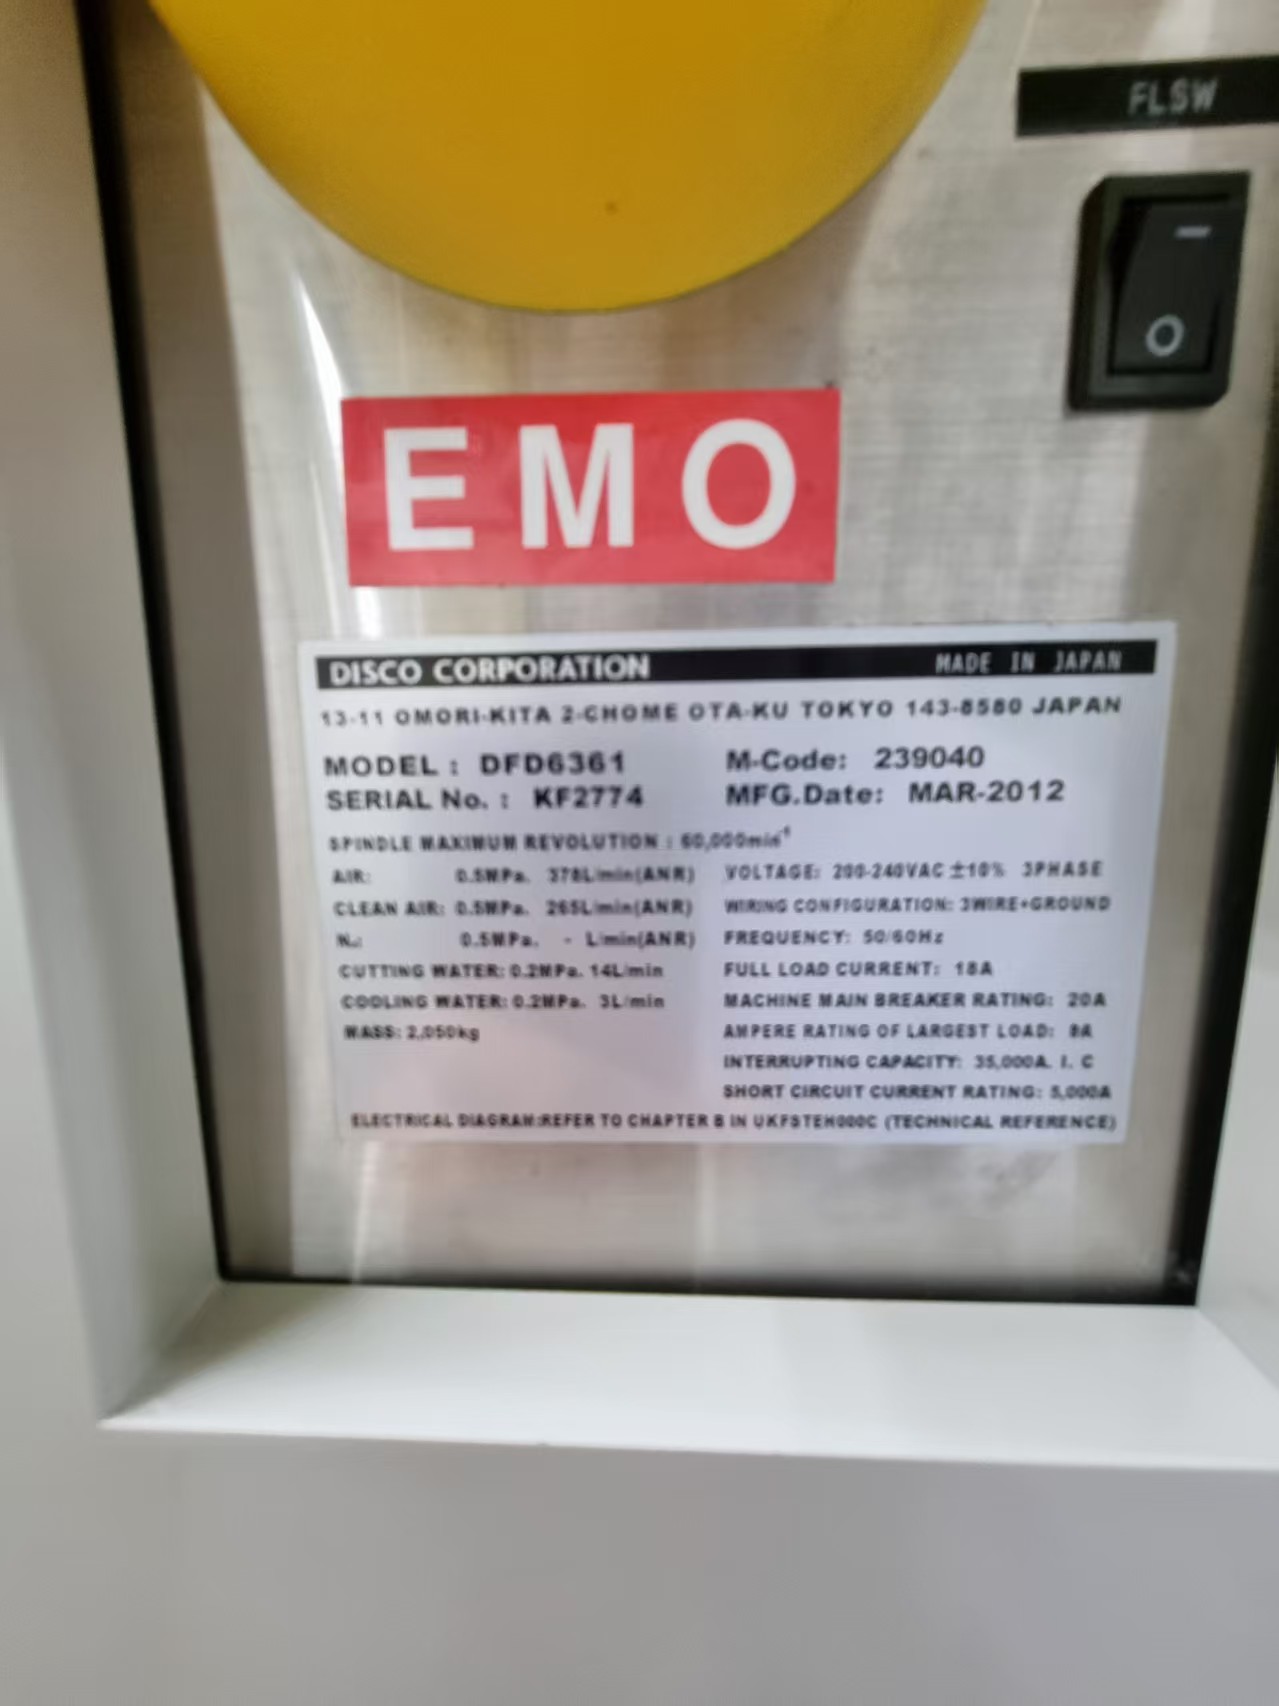 FLSW
EMO
DISCO CORPORATION MADE IN JAPAN
13-11 OMORI-KITA 2-CHOME OTA-KU TOKYO 143-8580 JAPAN
MODEL : DFD6361 M-Code: 239040
SERIAL No. : KF2774 MFG.Date: MAR-2012
SPINDLE MAXIMUM REVOLUTION : 60,000min⁻¹
AIR: 0.5MPa. 378L/min(ANR) VOLTAGE: 200-240VAC ±10% 3PHASE
CLEAN AIR: 0.5MPa. 265L/min(ANR) WIRING CONFIGURATION: 3WIRE+GROUND
N₂: 0.5MPa. - L/min(ANR) FREQUENCY: 50/60Hz
CUTTING WATER: 0.2MPa. 14L/min FULL LOAD CURRENT: 18A
COOLING WATER: 0.2MPa. 3L/min MACHINE MAIN BREAKER RATING: 20A
MASS: 2,050kg AMPERE RATING OF LARGEST LOAD: 8A
INTERRUPTING CAPACITY: 35,000A. I. C
SHORT CIRCUIT CURRENT RATING: 5,000A
ELECTRICAL DIAGRAM:REFER TO CHAPTER B IN (TECHNICAL REFERENCE)